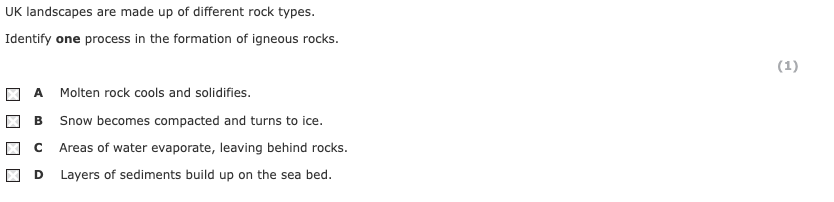 UK landscapes are made up of different rock types.
Identify one process in the formation of igneous rocks.
(1)
A Molten rock cools and solidifies.
B Snow becomes compacted and turns to ice.
C Areas of water evaporate, leaving behind rocks.
D Layers of sediments build up on the sea bed.